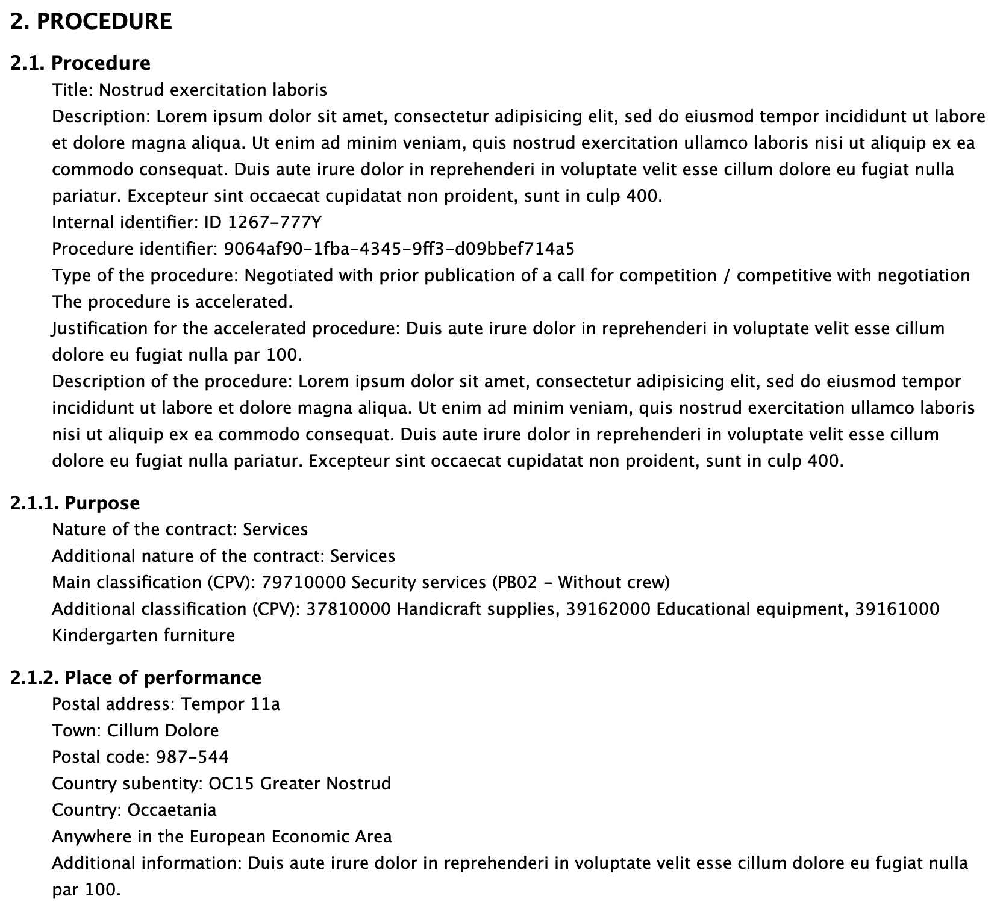 2. PROCEDURE
2.1. Procedure
Title: Nostrud exercitation laboris
Description: Lorem ipsum dolor sit amet, consectetur adipisicing elit, sed do eiusmod tempor incididunt ut labore
et dolore magna aliqua. Ut enim ad minim veniam, quis nostrud exercitation ullamco laboris nisi ut aliquip ex ea
commodo consequat. Duis aute irure dolor in reprehenderi in voluptate velit esse cillum dolore eu fugiat nulla
pariatur. Excepteur sint occaecat cupidatat non proident, sunt in culp 400.
Internal identifier: ID 1267-777Y
Procedure identifier: 9064af90-1fba-4345-9ff3-d09bbef714a5
Type of the procedure: Negotiated with prior publication of a call for competition / competitive with negotiation
The procedure is accelerated.
Justification for the accelerated procedure: Duis aute irure dolor in reprehenderi in voluptate velit esse cillum
dolore eu fugiat nulla par 100.
Description of the procedure: Lorem ipsum dolor sit amet, consectetur adipisicing elit, sed do eiusmod tempor
incididunt ut labore et dolore magna aliqua. Ut enim ad minim veniam, quis nostrud exercitation ullamco laboris
nisi ut aliquip ex ea commodo consequat. Duis aute irure dolor in reprehenderi in voluptate velit esse cillum
dolore eu fugiat nulla pariatur. Excepteur sint occaecat cupidatat non proident, sunt in culp 400.
2.1.1. Purpose
Nature of the contract: Services
Additional nature of the contract: Services
Main classification (CPV): 79710000 Security services (PB02 - Without crew)
Additional classification (CPV): 37810000 Handicraft supplies, 39162000 Educational equipment, 39161000
Kindergarten furniture
2.1.2. Place of performance
Postal address: Tempor 11a
Town: Cillum Dolore
Postal code: 987-544
Country subentity: OC15 Greater Nostrud
Country: Occaetania
Anywhere in the European Economic Area
Additional information: Duis aute irure dolor in reprehenderi in voluptate velit esse cillum dolore eu fugiat nulla
par 100.